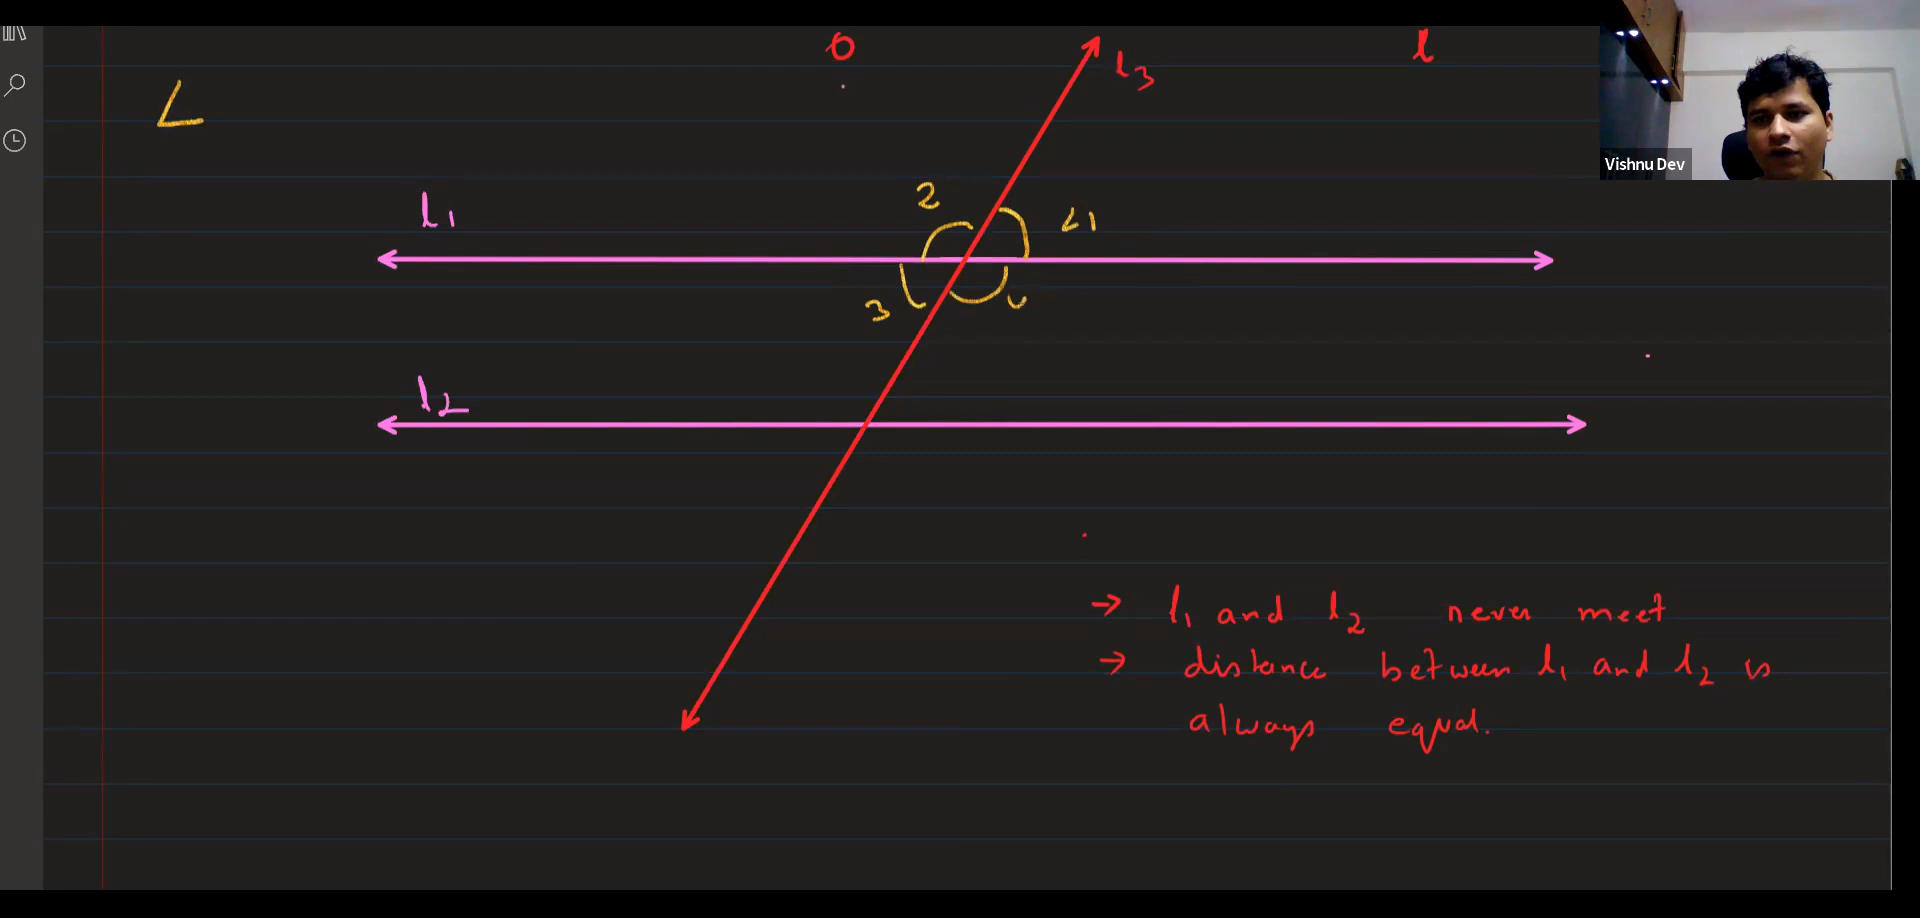 0 l
l3
∠
Vishnu Dev
2
l1 ∠1
3
l2
→ l1 and l2 never meet
→ distance between l1 and l2 is
always equal.